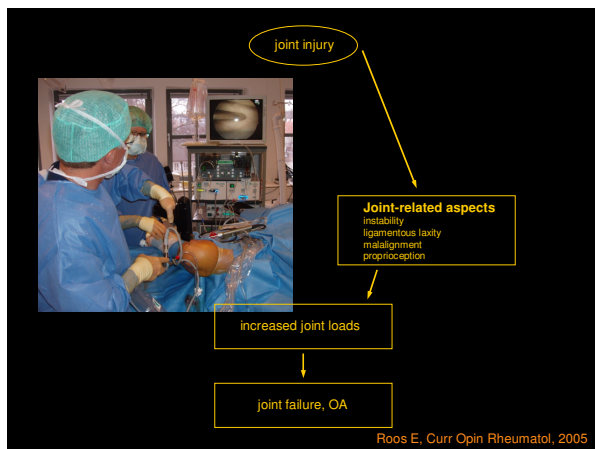 joint injury
Joint-related aspects
instability
ligamentous laxity
malalignment
proprioception
increased joint loads
joint failure, OA
Roos E, Curr Opin Rheumatol, 2005